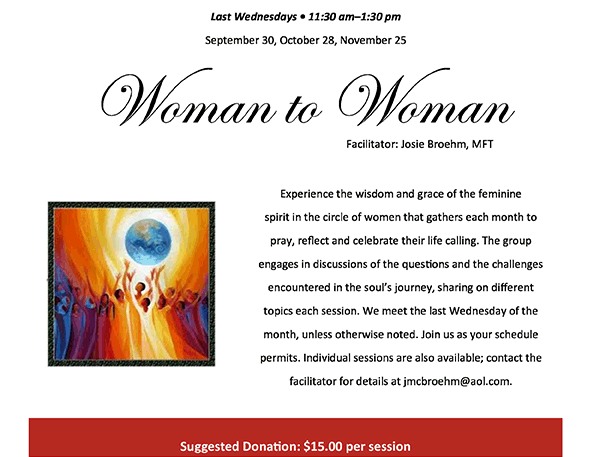 Last Wednesdays • 11:30 am–1:30 pm
September 30, October 28, November 25
Woman to Woman
Facilitator: Josie Broehm, MFT
Experience the wisdom and grace of the feminine
spirit in the circle of women that gathers each month to
pray, reflect and celebrate their life calling. The group
engages in discussions of the questions and the challenges
encountered in the soul's journey, sharing on different
topics each session. We meet the last Wednesday of the
month, unless otherwise noted. Join us as your schedule
permits. Individual sessions are also available; contact the
facilitator for details at jmcbroehm@aol.com.
Suggested Donation: $15.00 per session